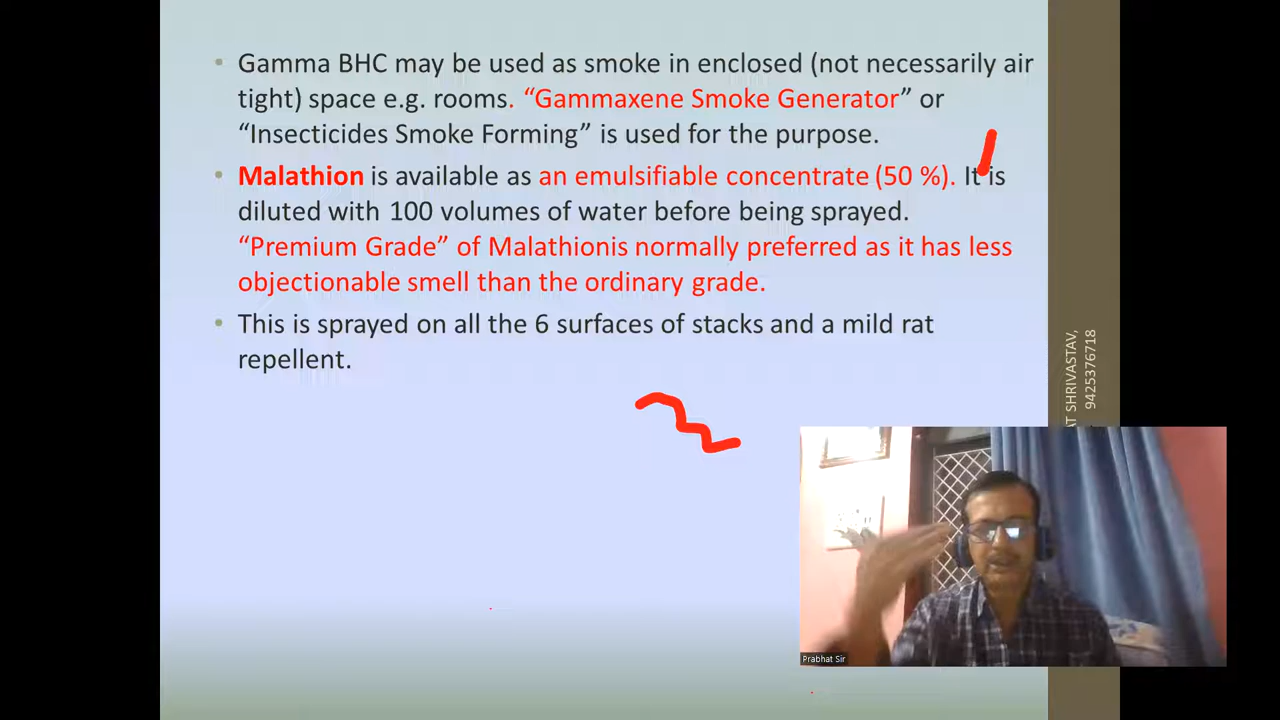 Gamma BHC may be used as smoke in enclosed (not necessarily air
tight) space e.g. rooms. “Gammaxene Smoke Generator” or
“Insecticides Smoke Forming” is used for the purpose.
Malathion is available as an emulsifiable concentrate (50 %). It is
diluted with 100 volumes of water before being sprayed.
“Premium Grade” of Malathionis normally preferred as it has less
objectionable smell than the ordinary grade.
This is sprayed on all the 6 surfaces of stacks and a mild rat
repellent.
AT SHRIVASTAV,
9425376718
Prabhat Sir